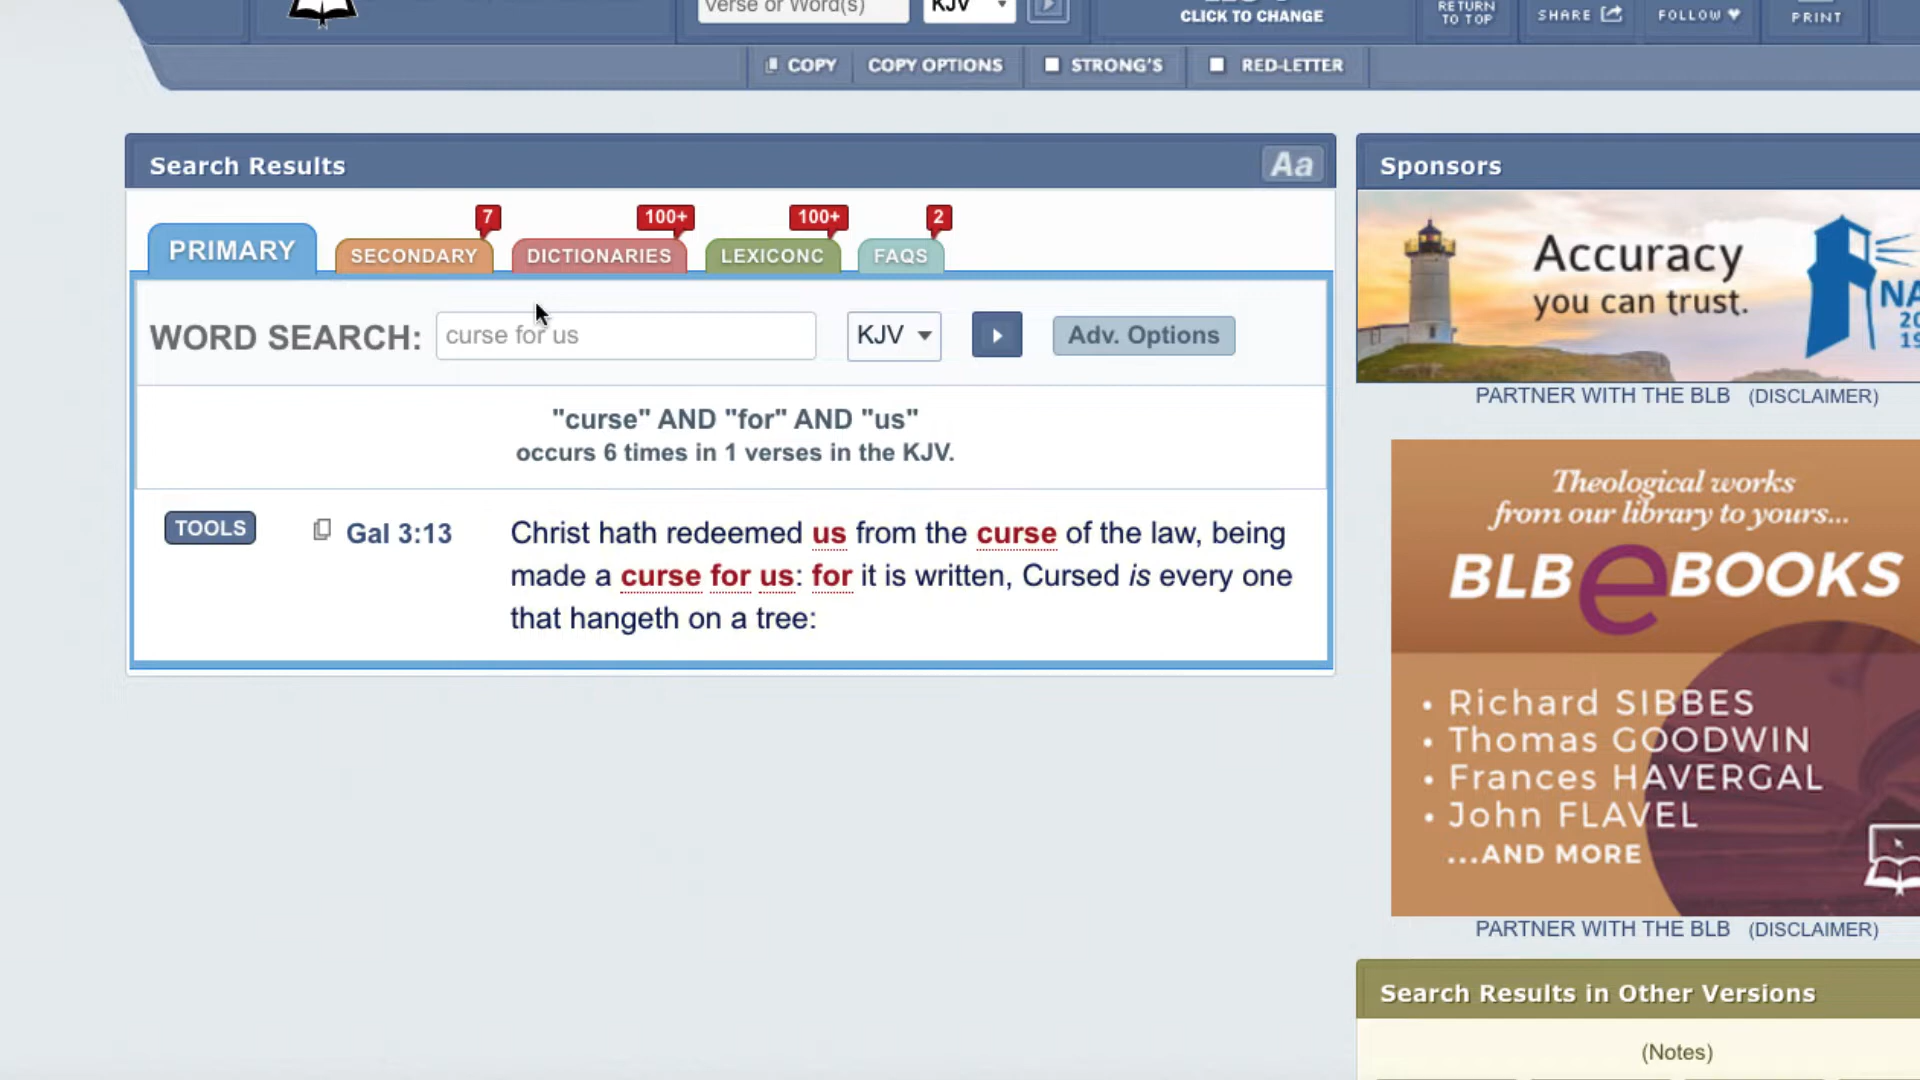 Verse or Word(s)
KJV
CLICK TO CHANGE
RETURN
TO TOP
SHARE
FOLLOW
PRINT
COPY
COPY OPTIONS
STRONG'S
RED-LETTER
Search Results
Aa
7
100+
100+
2
PRIMARY
SECONDARY
DICTIONARIES
LEXICONC
FAQS
WORD SEARCH:
curse for us
KJV
Adv. Options
"curse" AND "for" AND "us"
occurs 6 times in 1 verses in the KJV.
TOOLS
Gal 3:13
Christ hath redeemed us from the curse of the law, being
made a curse for us: for it is written, Cursed is every one
that hangeth on a tree:
Sponsors
Accuracy
you can trust.
NA
20
19
PARTNER WITH THE BLB (DISCLAIMER)
Theological works
from our library to yours...
BLB eBOOKS
• Richard SIBBES
• Thomas GOODWIN
• Frances HAVERGAL
• John FLAVEL
...AND MORE
PARTNER WITH THE BLB (DISCLAIMER)
Search Results in Other Versions
(Notes)